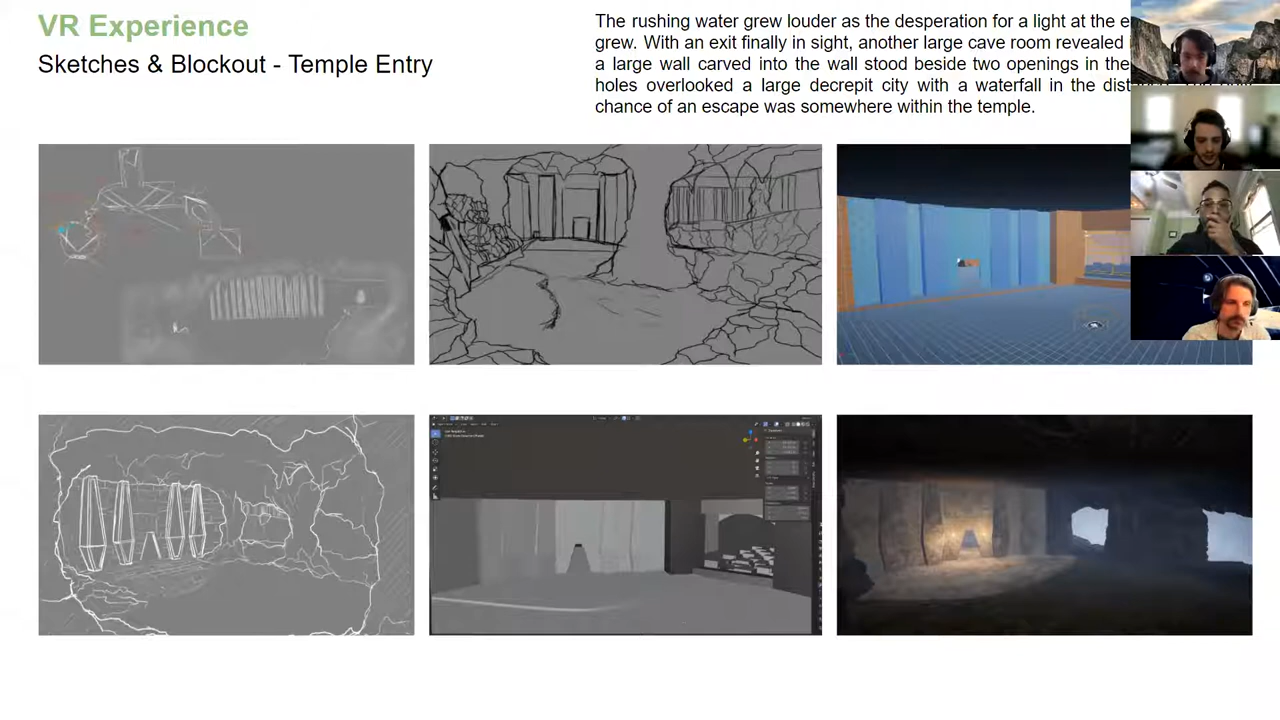 VR Experience
Sketches & Blockout - Temple Entry
The rushing water grew louder as the desperation for a light at the
grew. With an exit finally in sight, another large cave room revealed
a large wall carved into the wall stood beside two openings in the
holes overlooked a large decrepit city with a waterfall in the
chance of an escape was somewhere within the temple.